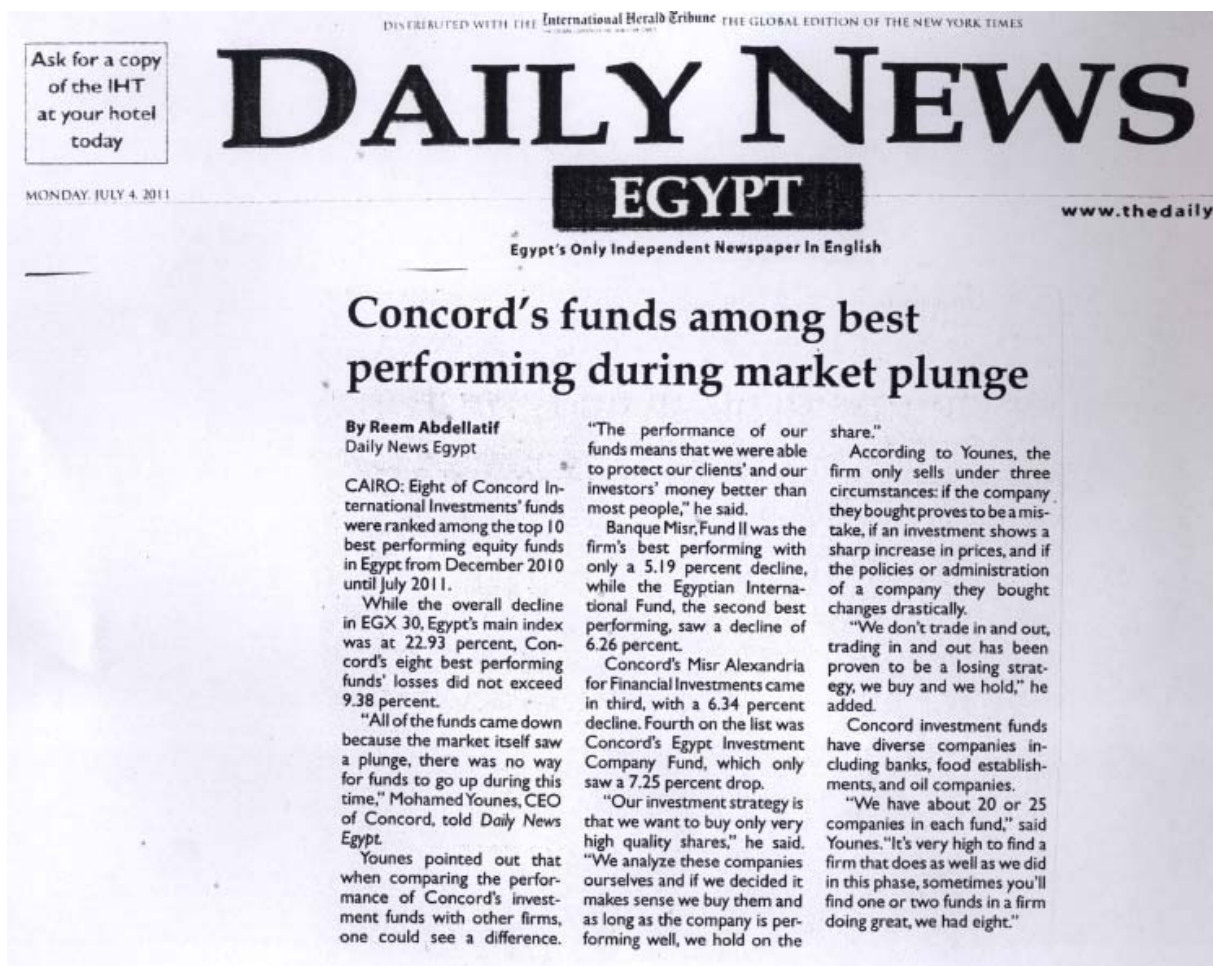 DISTRIBUTED WITH THE International Herald Tribune THE GLOBAL EDITION OF THE NEW YORK TIMES
Ask for a copy
of the IHT
at your hotel
today
DAILY NEWS
MONDAY, JULY 4, 2011
EGYPT
www.thedaily
Egypt's Only Independent Newspaper In English
Concord's funds among best
performing during market plunge
By Reem Abdellatif
Daily News Egypt
CAIRO: Eight of Concord In-
ternational Investments' funds
were ranked among the top 10
best performing equity funds
in Egypt from December 2010
until July 2011.
While the overall decline
in EGX 30, Egypt's main index
was at 22.93 percent, Con-
cord's eight best performing
funds' losses did not exceed
9.38 percent.
"All of the funds came down
because the market itself saw
a plunge, there was no way
for funds to go up during this
time," Mohamed Younes, CEO
of Concord, told Daily News
Egypt.
Younes pointed out that
when comparing the perfor-
mance of Concord's invest-
ment funds with other firms,
one could see a difference.
"The performance of our
funds means that we were able
to protect our clients' and our
investors' money better than
most people," he said.
Banque Misr, Fund II was the
firm's best performing with
only a 5.19 percent decline,
while the Egyptian Interna-
tional Fund, the second best
performing, saw a decline of
6.26 percent.
Concord's Misr Alexandria
for Financial Investments came
in third, with a 6.34 percent
decline. Fourth on the list was
Concord's Egypt Investment
Company Fund, which only
saw a 7.25 percent drop.
"Our investment strategy is
that we want to buy only very
high quality shares," he said.
"We analyze these companies
ourselves and if we decided it
makes sense we buy them and
as long as the company is per-
forming well, we hold on the
share."
According to Younes, the
firm only sells under three
circumstances: if the company
they bought proves to be a mis-
take, if an investment shows a
sharp increase in prices, and if
the policies or administration
of a company they bought
changes drastically.
"We don't trade in and out,
trading in and out has been
proven to be a losing strat-
egy, we buy and we hold," he
added.
Concord investment funds
have diverse companies in-
cluding banks, food establish-
ments, and oil companies.
"We have about 20 or 25
companies in each fund," said
Younes. "It's very high to find a
firm that does as well as we did
in this phase, sometimes you'll
find one or two funds in a firm
doing great, we had eight."